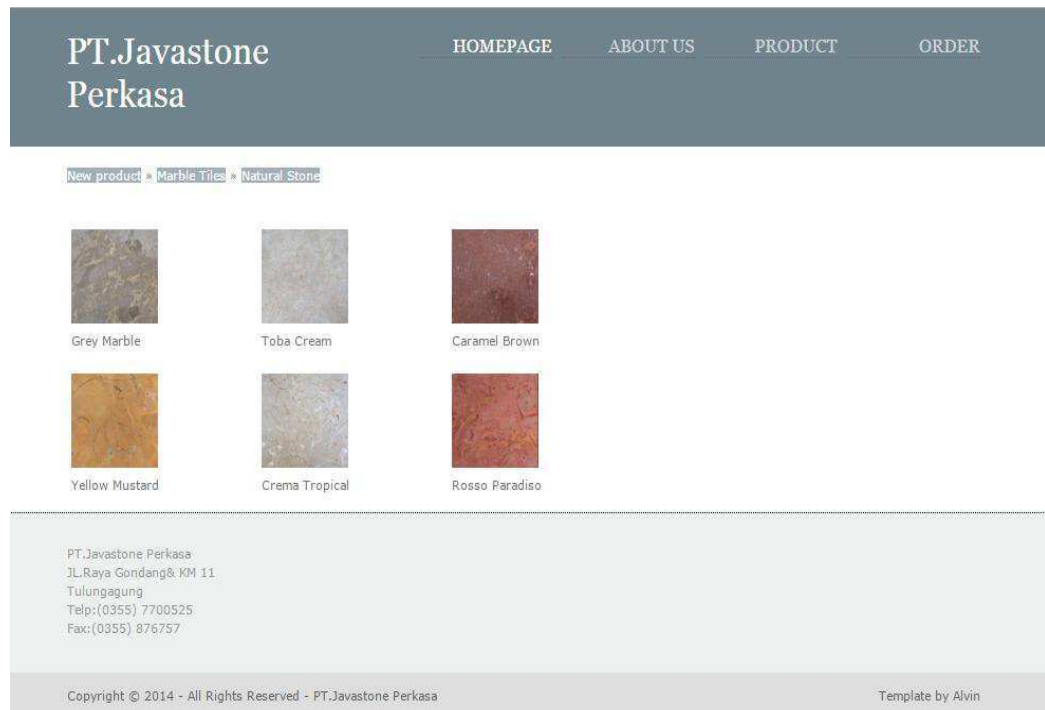 PT.Javastone
Perkasa
HOMEPAGE ABOUT US PRODUCT ORDER
New product » Marble Tiles » Natural Stone
Grey Marble Toba Cream Caramel Brown
Yellow Mustard Crema Tropical Rosso Paradiso
PT.Javastone Perkasa
JL.Raya Gondang& KM 11
Tulungagung
Telp:(0355) 7700525
Fax:(0355) 876757
Copyright © 2014 - All Rights Reserved - PT.Javastone Perkasa Template by Alvin